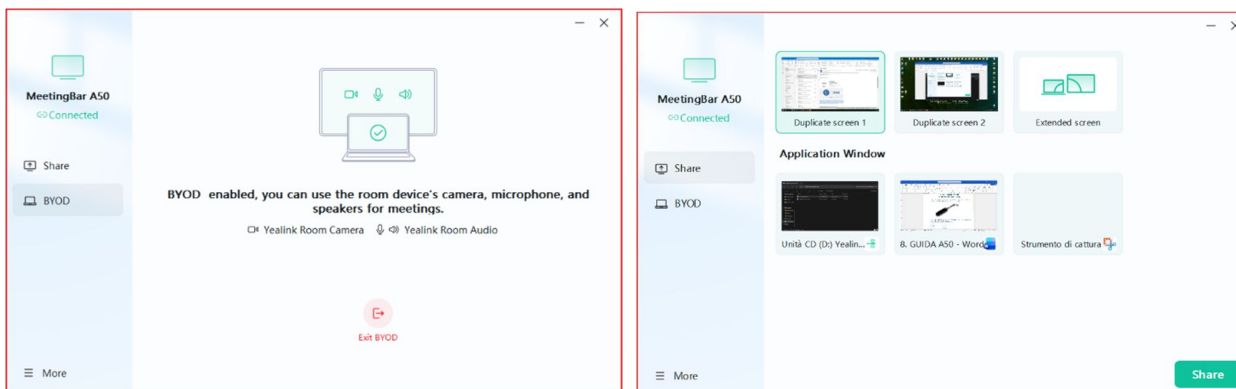 MeetingBar A50
Connected
Share
BYOD
BYOD enabled, you can use the room device's camera, microphone, and
speakers for meetings.
Yealink Room Camera Yealink Room Audio
Exit BYOD
More
MeetingBar A50
Connected
Share
BYOD
Duplicate screen 1
Duplicate screen 2
Extended screen
Application Window
Unità CD (D:) Yealin...
8. GUIDA A50 - Word
Strumento di cattura
More
Share